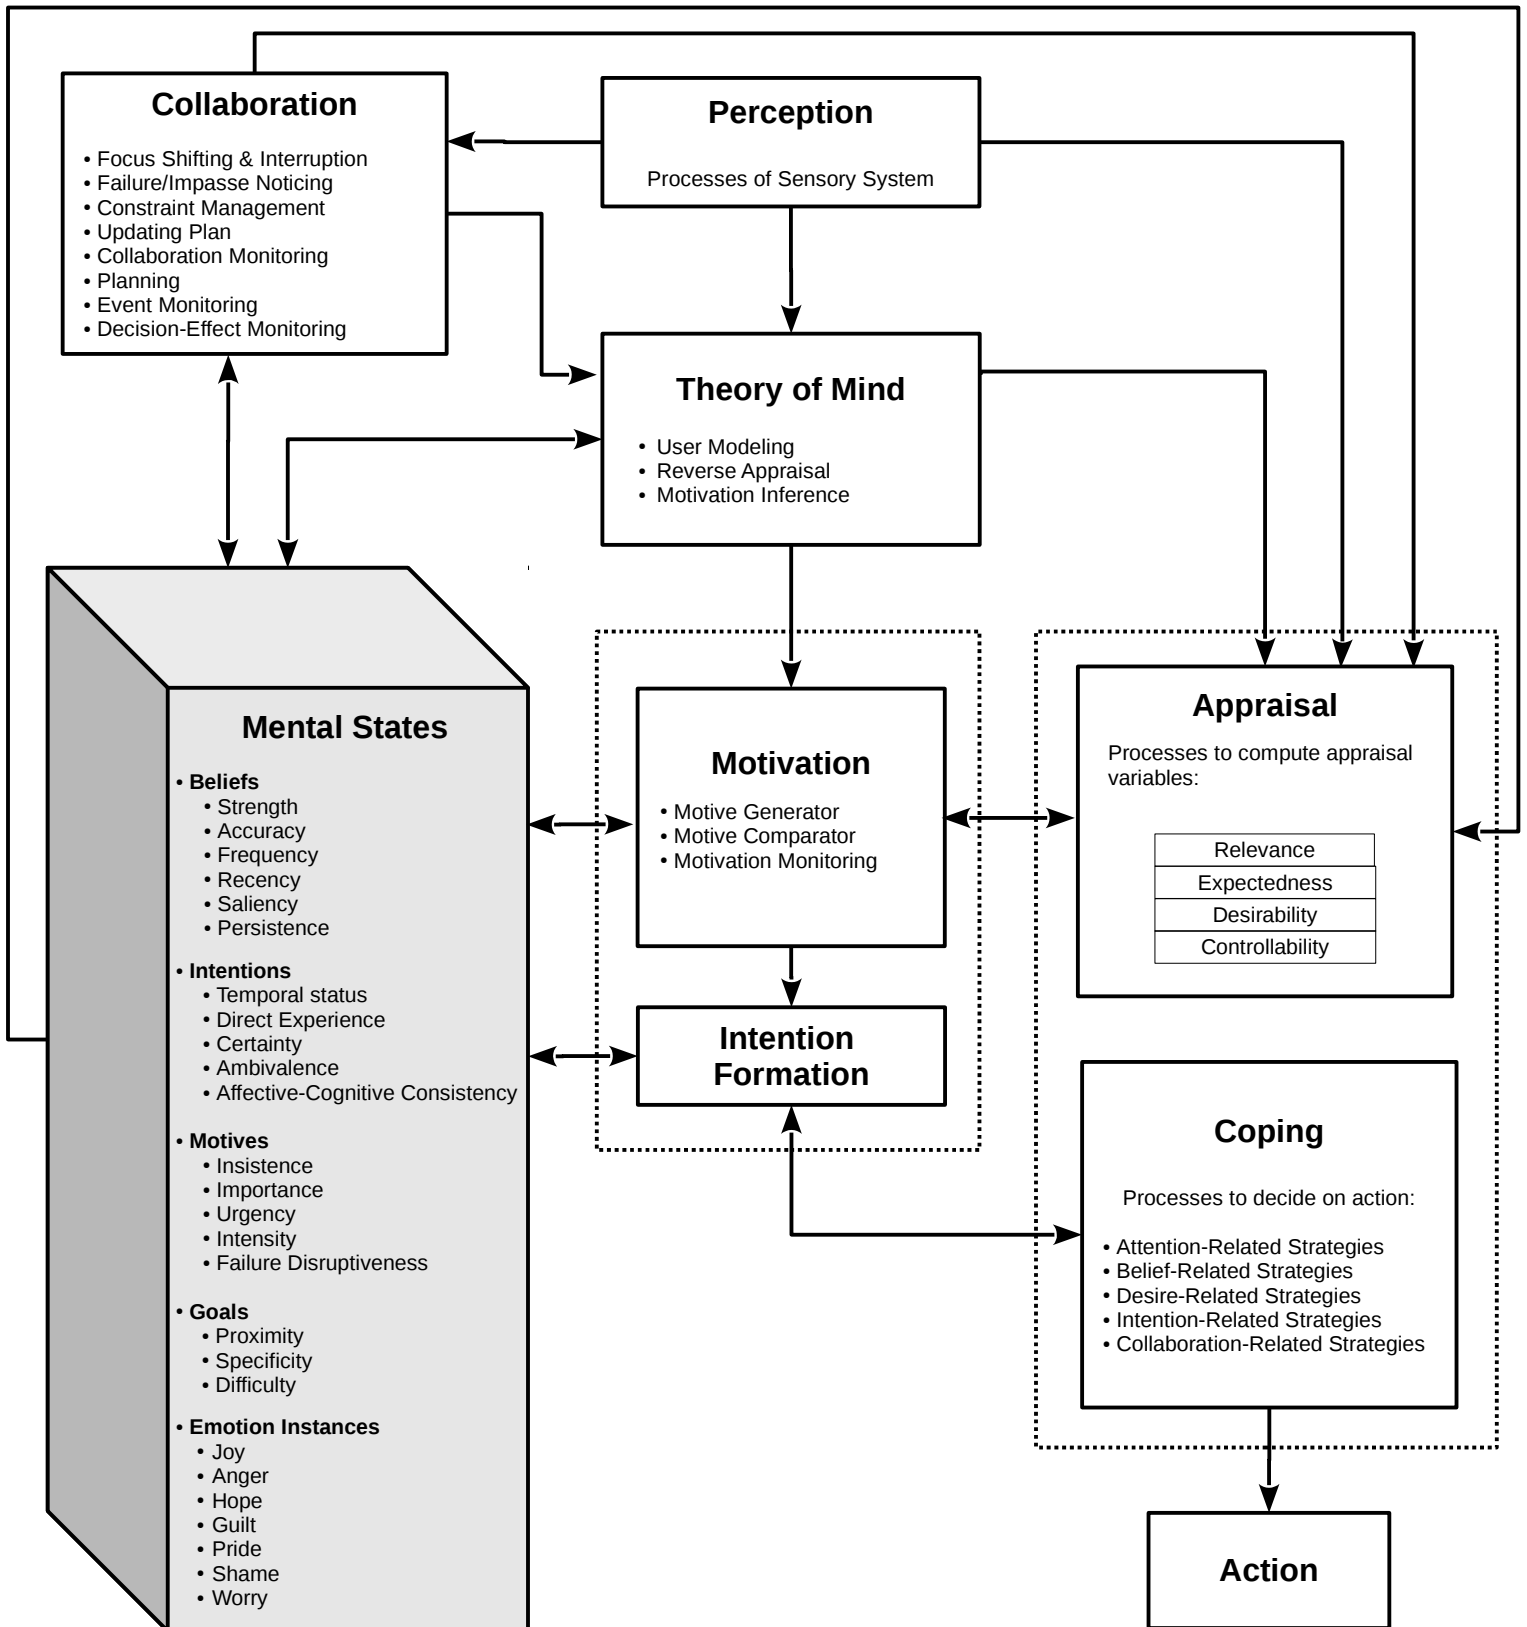 Collaboration
• Focus Shifting & Interruption
• Failure/Impasse Noticing
• Constraint Management
• Updating Plan
• Collaboration Monitoring
• Planning
• Event Monitoring
• Decision-Effect Monitoring
Perception
Processes of Sensory System
Theory of Mind
• User Modeling
• Reverse Appraisal
• Motivation Inference
Mental States
• Beliefs
• Strength
• Accuracy
• Frequency
• Recency
• Saliency
• Persistence
• Intentions
• Temporal status
• Direct Experience
• Certainty
• Ambivalence
• Affective-Cognitive Consistency
• Motives
• Insistence
• Importance
• Urgency
• Intensity
• Failure Disruptiveness
• Goals
• Proximity
• Specificity
• Difficulty
• Emotion Instances
• Joy
• Anger
• Hope
• Guilt
• Pride
• Shame
• Worry
Motivation
• Motive Generator
• Motive Comparator
• Motivation Monitoring
Intention
Formation
Appraisal
Processes to compute appraisal
variables:
Relevance
Expectedness
Desirability
Controllability
Coping
Processes to decide on action:
• Attention-Related Strategies
• Belief-Related Strategies
• Desire-Related Strategies
• Intention-Related Strategies
• Collaboration-Related Strategies
Action